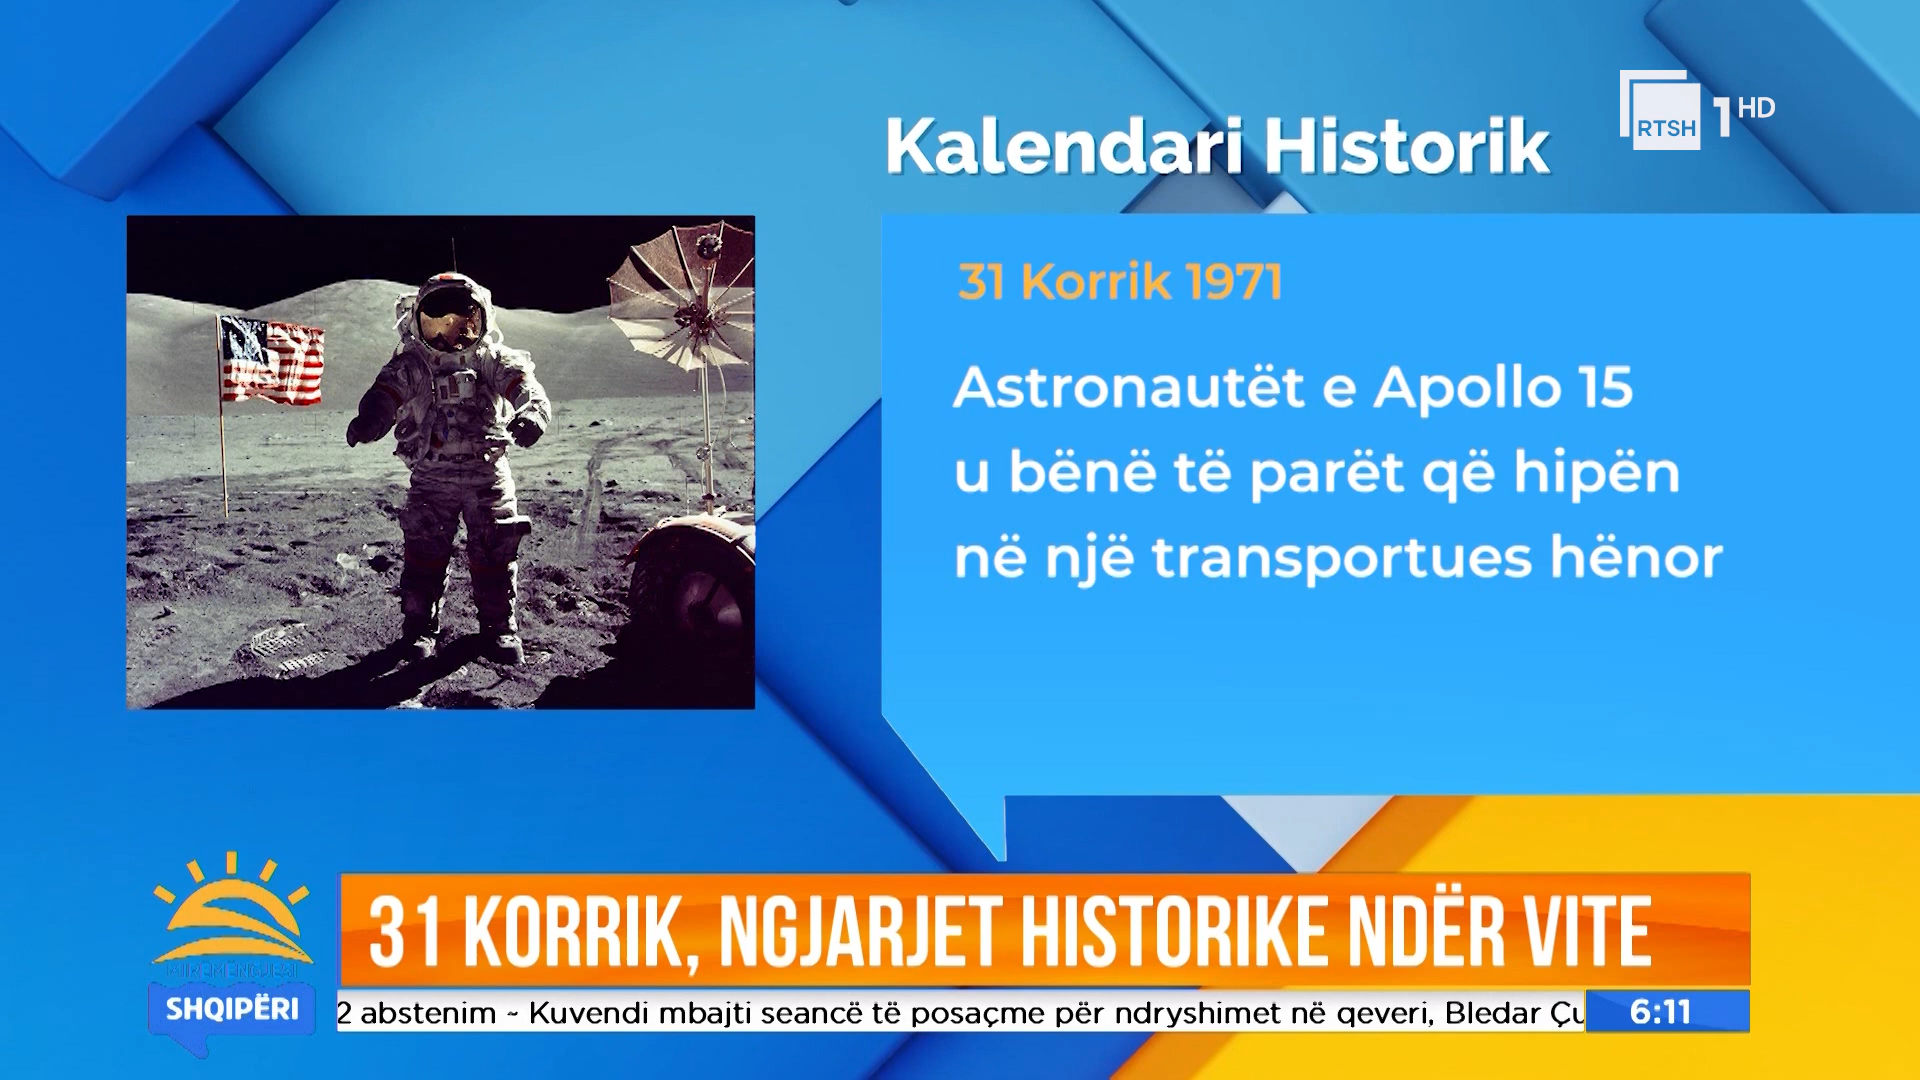 Kalendari Historik
RTSH 1 HD
31 Korrik 1971
Astronautët e Apollo 15
u bënë të parët që hipën
në një transportues hënor
31 KORRIK, NGJARJET HISTORIKE NDËR VITE
MIRËMËNGJESI
SHQIPËRI
2 abstenim ~ Kuvendi mbajti seancë të posaçme për ndryshimet në qeveri, Bledar Çu
6:11